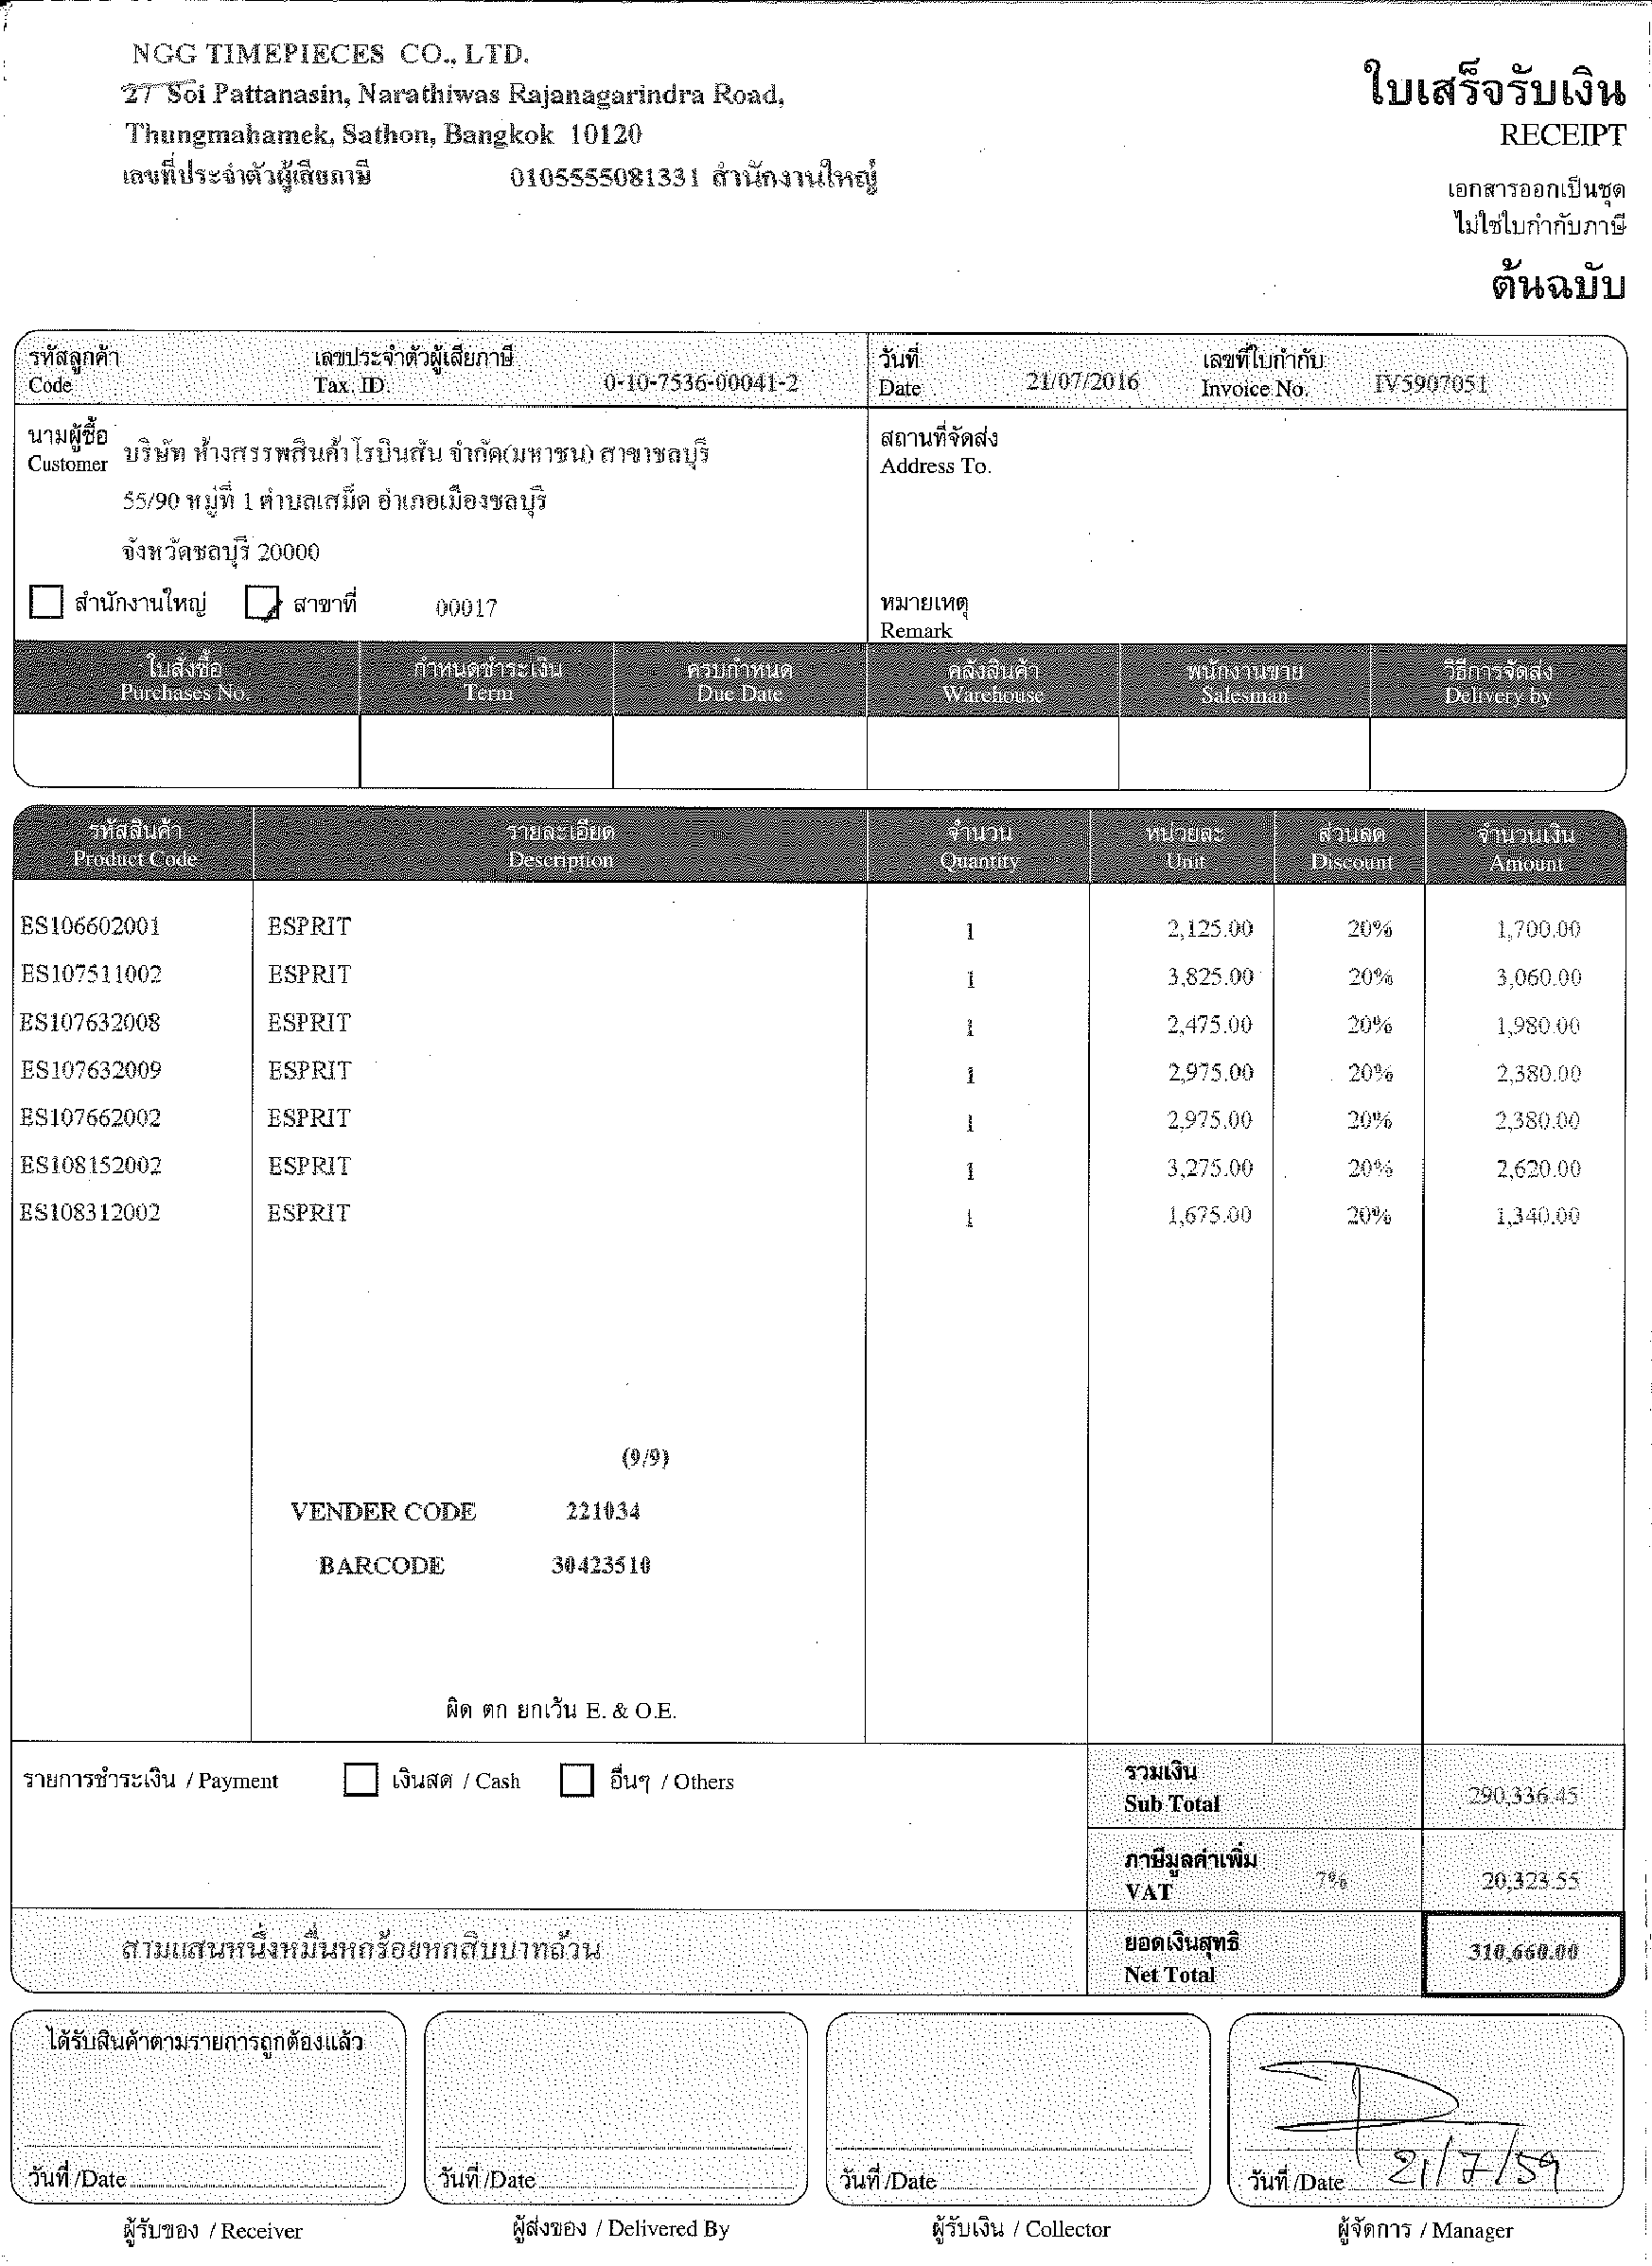 NGG TIMEPIECES CO., LTD.
27 Soi Pattanasin, Narathiwas Rajanagarindra Road,
Thungmahamek, Sathon, Bangkok 10120
เลขที่ประจำตัวผู้เสียภาษี 0105555081331 สำนักงานใหญ่
ใบเสร็จรับเงิน
RECEIPT
เอกสารออกเป็นชุด
ไม่ใช่ใบกำกับภาษี
ต้นฉบับ
รหัสลูกค้า เลขประจำตัวผู้เสียภาษี วันที่ เลขที่ใบกำกับ
Code Tax. ID. 0-10-7536-00041-2 Date 21/07/2016 Invoice No. IV5907051
นามผู้ซื้อ
Customer บริษัท ห้างสรรพสินค้าโรบินสัน จำกัด(มหาชน) สาขาชลบุรี
55/90 หมู่ที่ 1 ตำบลเสม็ด อำเภอเมืองชลบุรี
จังหวัดชลบุรี 20000
สำนักงานใหญ่ สาขาที่ 00017
สถานที่จัดส่ง
Address To.
หมายเหตุ
Remark
ใบสั่งซื้อ กำหนดชำระเงิน ครบกำหนด คลังสินค้า พนักงานขาย วิธีการจัดส่ง
Purchases No. Term Due Date Warehouse Salesman Delivery by
รหัสสินค้า รายละเอียด จำนวน หน่วยละ ส่วนลด จำนวนเงิน
Product Code Description Quantity Unit Discount Amount
ES106602001 ESPRIT 1 2,125.00 20% 1,700.00
ES107511002 ESPRIT 1 3,825.00 20% 3,060.00
ES107632008 ESPRIT 1 2,475.00 20% 1,980.00
ES107632009 ESPRIT 1 2,975.00 20% 2,380.00
ES107662002 ESPRIT 1 2,975.00 20% 2,380.00
ES108152002 ESPRIT 1 3,275.00 20% 2,620.00
ES108312002 ESPRIT 1 1,675.00 20% 1,340.00
(9/9)
VENDER CODE 221034
BARCODE 30423510
ผิด ตก ยกเว้น E. & O.E.
รายการชำระเงิน / Payment เงินสด / Cash อื่นๆ / Others
รวมเงิน
Sub Total 290,336.45
ภาษีมูลค่าเพิ่ม
VAT 7% 20,323.55
สามแสนหนึ่งหมื่นหกร้อยหกสิบบาทถ้วน
ยอดเงินสุทธิ
Net Total 310,660.00
ได้รับสินค้าตามรายการถูกต้องแล้ว
วันที่ /Date วันที่ /Date วันที่ /Date วันที่ /Date 21/7/59
ผู้รับของ / Receiver ผู้ส่งของ / Delivered By ผู้รับเงิน / Collector ผู้จัดการ / Manager